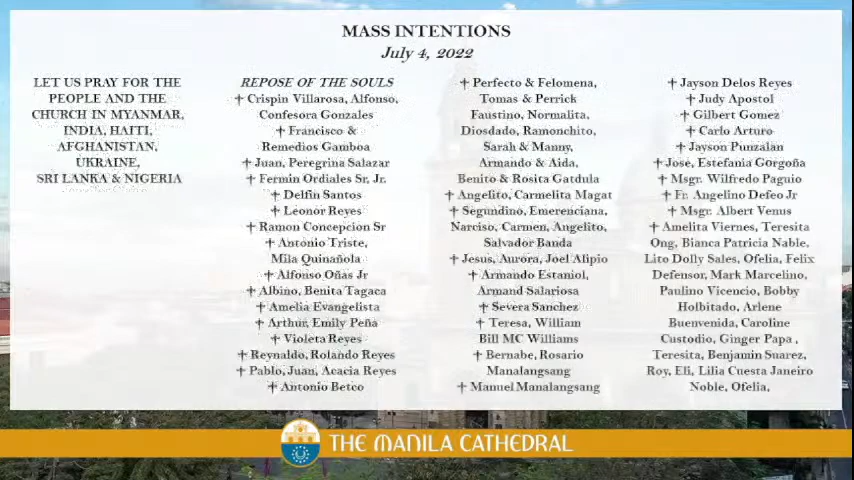 MASS INTENTIONS
July 4, 2022
LET US PRAY FOR THE
PEOPLE AND THE
CHURCH IN MYANMAR,
INDIA, HAITI,
AFGHANISTAN,
UKRAINE,
SRI LANKA & NIGERIA
REPOSE OF THE SOULS
✝ Crispin Villarosa, Alfonso,
Confesora Gonzales
✝ Francisco &
Remedios Gamboa
✝ Juan, Peregrina Salazar
✝ Fermin Ordiales Sr, Jr.
✝ Delfin Santos
✝ Leonor Reyes
✝ Ramon Concepcion Sr
✝ Antonio Triste,
Mila Quinañola
✝ Alfonso Oñas Jr
✝ Albino, Benita Tagaca
✝ Amelia Evangelista
✝ Arthur, Emily Peña
✝ Violeta Reyes
✝ Reynaldo, Rolando Reyes
✝ Pablo, Juan, Acacia Reyes
✝ Antonio Betco
✝ Perfecto & Felomena,
Tomas & Perrick
Faustino, Normalita,
Diosdado, Ramonchito,
Sarah & Manny,
Armando & Aida,
Benito & Rosita Gatdula
✝ Angelito, Carmelita Magat
✝ Segundino, Emerenciana,
Narciso, Carmen, Angelito,
Salvador Banda
✝ Jesus, Aurora, Joel Alipio
✝ Armando Estaniol,
Armand Salariosa
✝ Severa Sanchez
✝ Teresa, William
Bill MC Williams
✝ Bernabe, Rosario
Manalangsang
✝ Manuel Manalangsang
✝ Jayson Delos Reyes
✝ Judy Apostol
✝ Gilbert Gomez
✝ Carlo Arturo
✝ Jayson Punzalan
✝ Jose, Estefania Gorgoña
✝ Msgr. Wilfredo Paguio
✝ Fr. Angelino Defeo Jr
✝ Msgr. Albert Venus
✝ Amelita Viernes, Teresita
Ong, Bianca Patricia Nable,
Lito Dolly Sales, Ofelia, Felix
Defensor, Mark Marcelino,
Paulino Vicencio, Bobby
Holbitado, Arlene
Buenvenida, Caroline
Custodio, Ginger Papa ,
Teresita, Benjamin Suarez,
Roy, Eli, Lilia Cuesta Janeiro
Noble, Ofelia,
THE MANILA CATHEDRAL